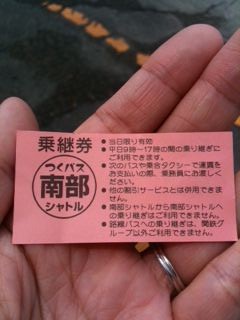 乗継券
つくバス
南部
シャトル
● 当日限り有効
● 平日9時～17時の間の乗り継ぎに
ご利用できます。
● 次のバスや乗合タクシーで運賃を
お支払いの際、乗務員にお渡しく
ださい。
● 他の割引サービスとは併用できま
せん。
● 南部シャトルから南部シャトルへ
の乗り継ぎはご利用できません。
● 路線バスへの乗継ぎは、関鉄グ
ループ以外ご利用できません。